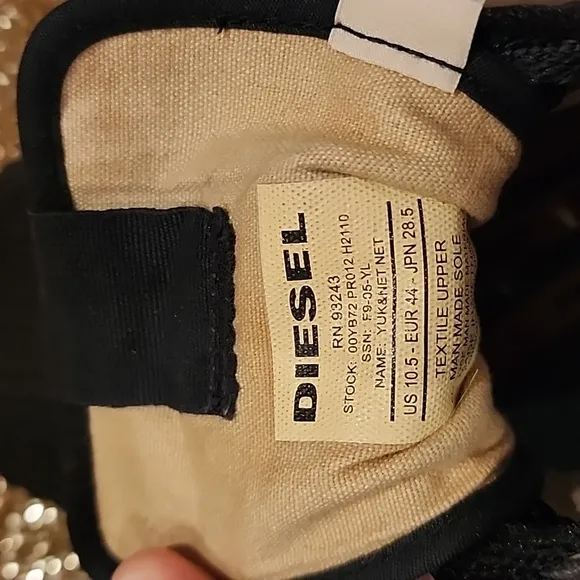 DIESEL
RN 93243
STOCK: 00YB72 PR012 H2110
SSN: F9-05-YL
NAME: YUK&NET NET
US 10.5 - EUR 44 - JPN 28.5
TEXTILE UPPER
MAN MADE SOLE